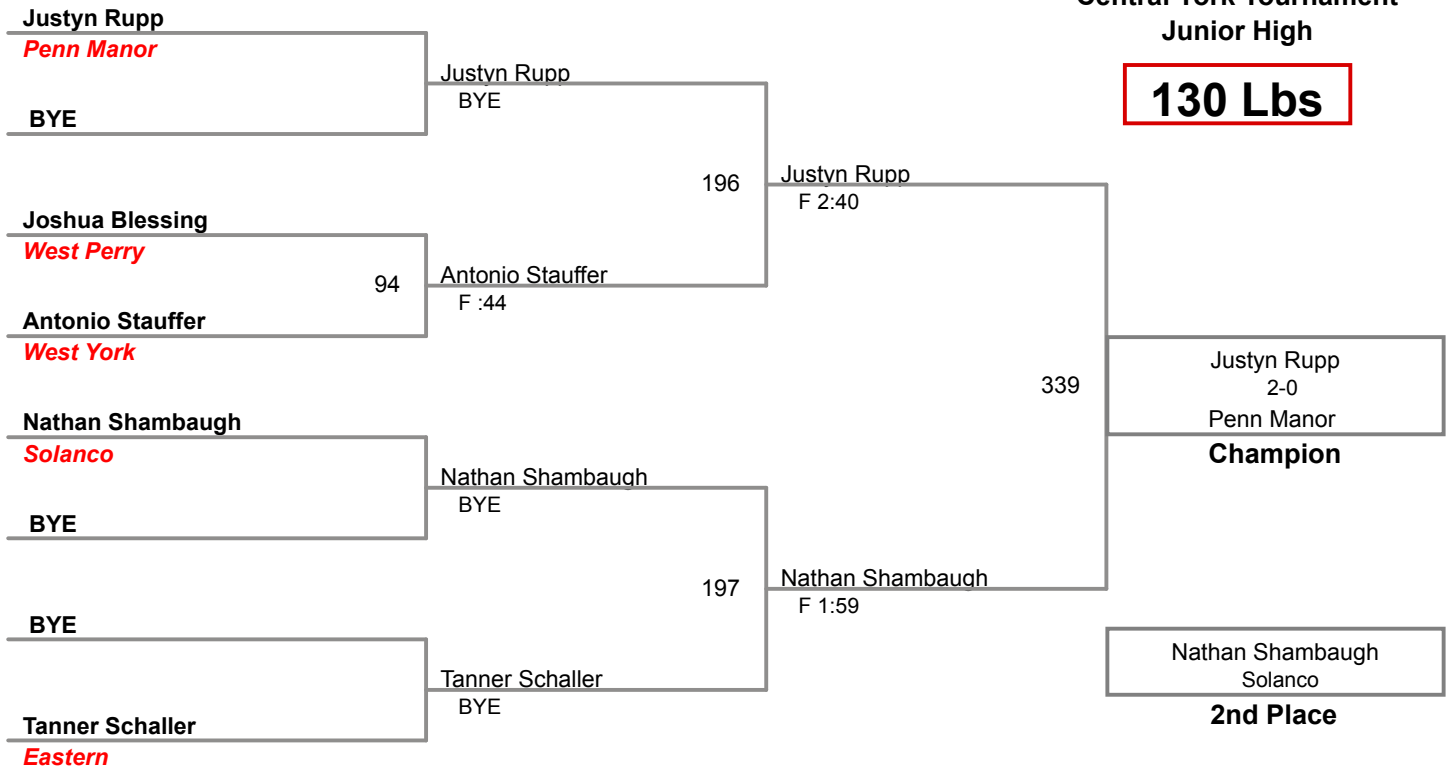 Central York Tournament
Junior High
130 Lbs
Justyn Rupp
Penn Manor
BYE
Joshua Blessing
West Perry
Antonio Stauffer
West York
Nathan Shambaugh
Solanco
BYE
BYE
Tanner Schaller
Eastern
Justyn Rupp
BYE
94
Antonio Stauffer
F :44
Nathan Shambaugh
BYE
Tanner Schaller
BYE
196
Justyn Rupp
F 2:40
197
Nathan Shambaugh
F 1:59
339
Justyn Rupp
2-0
Penn Manor
Champion
Nathan Shambaugh
Solanco
2nd Place